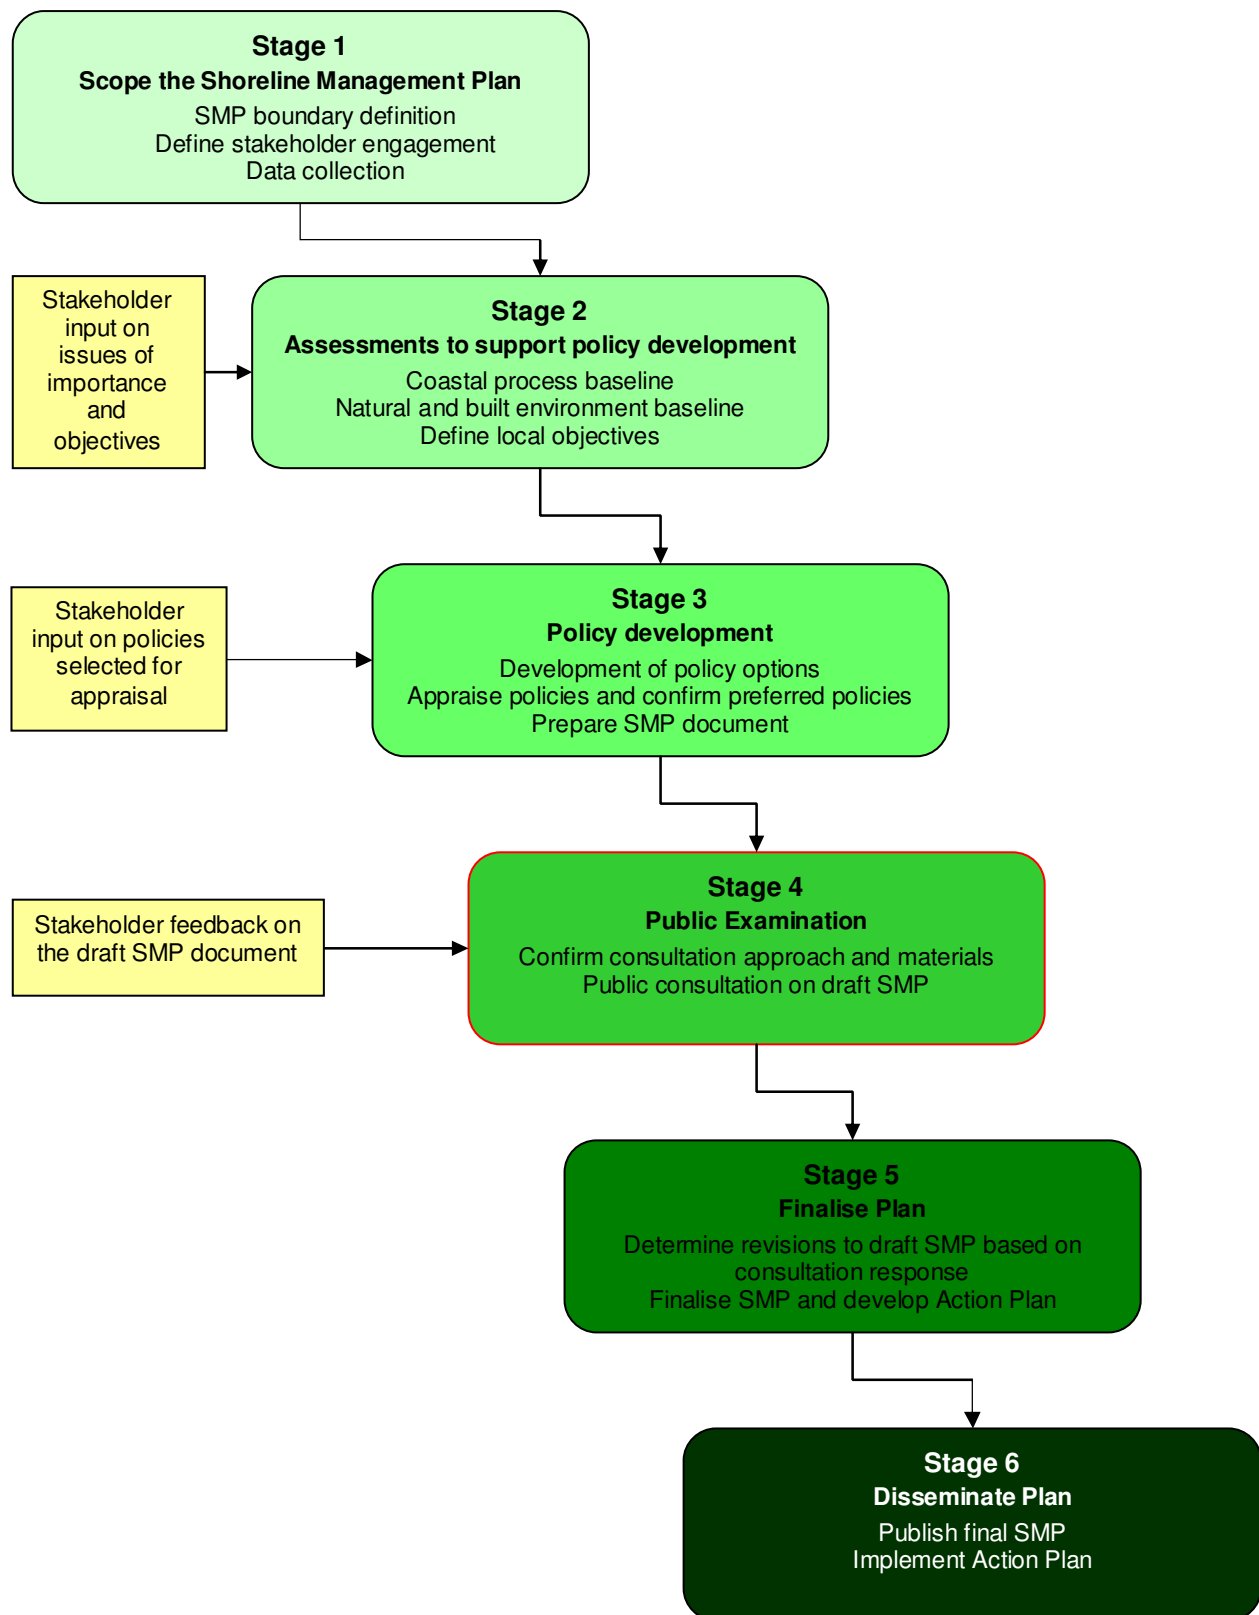 Stage 1
Scope the Shoreline Management Plan
SMP boundary definition
Define stakeholder engagement
Data collection
Stakeholder
input on
issues of
importance
and
objectives
Stage 2
Assessments to support policy development
Coastal process baseline
Natural and built environment baseline
Define local objectives
Stakeholder
input on policies
selected for
appraisal
Stage 3
Policy development
Development of policy options
Appraise policies and confirm preferred policies
Prepare SMP document
Stakeholder feedback on
the draft SMP document
Stage 4
Public Examination
Confirm consultation approach and materials
Public consultation on draft SMP
Stage 5
Finalise Plan
Determine revisions to draft SMP based on
consultation response
Finalise SMP and develop Action Plan
Stage 6
Disseminate Plan
Publish final SMP
Implement Action Plan